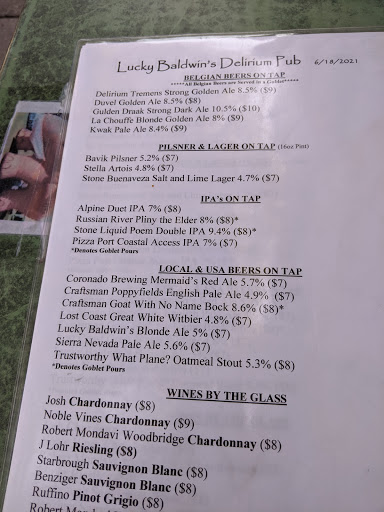 Lucky Baldwin's Delirium Pub 6/18/2021
BELGIAN BEERS ON TAP
*****All Belgian Beers are Served in a Goblet*****
Delirium Tremens Strong Golden Ale 8.5% ($9)
Duvel Golden Ale 8.5% ($8)
Gulden Draak Strong Dark Ale 10.5% ($10)
La Chouffe Blonde Golden Ale 8% ($9)
Kwak Pale Ale 8.4% ($9)
PILSNER & LAGER ON TAP (16oz Pint)
Bavik Pilsner 5.2% ($7)
Stella Artois 4.8% ($7)
Stone Buenaveza Salt and Lime Lager 4.7% ($7)
IPA's ON TAP
Alpine Duet IPA 7% ($8)
Russian River Pliny the Elder 8% ($8)*
Stone Liquid Poem Double IPA 9.4% ($8)*
Pizza Port Coastal Access IPA 7% ($7)
*Denotes Goblet Pours
LOCAL & USA BEERS ON TAP
Coronado Brewing Mermaid's Red Ale 5.7% ($7)
Craftsman Poppyfields English Pale Ale 4.9% ($7)
Craftsman Goat With No Name Bock 8.6% ($8)*
Lost Coast Great White Witbier 4.8% ($7)
Lucky Baldwin's Blonde Ale 5% ($7)
Sierra Nevada Pale Ale 5.6% ($7)
Trustworthy What Plane? Oatmeal Stout 5.3% ($8)
*Denotes Goblet Pours
WINES BY THE GLASS
Josh Chardonnay ($8)
Noble Vines Chardonnay ($9)
Robert Mondavi Woodbridge Chardonnay ($8)
J Lohr Riesling ($8)
Starbrough Sauvignon Blanc ($8)
Benziger Sauvignon Blanc ($8)
Ruffino Pinot Grigio ($8)
Robert